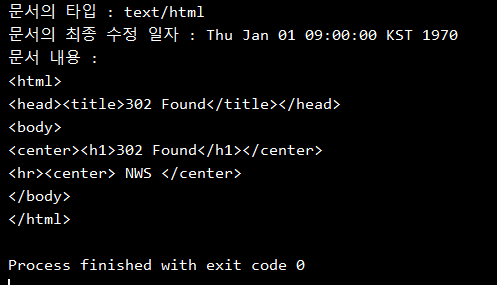 문서의 타입 : text/html
문서의 최종 수정 일자 : Thu Jan 01 09:00:00 KST 1970
문서 내용 :
<html>
<head><title>302 Found</title></head>
<body>
<center><h1>302 Found</h1></center>
<hr><center> NWS </center>
</body>
</html>

Process finished with exit code 0